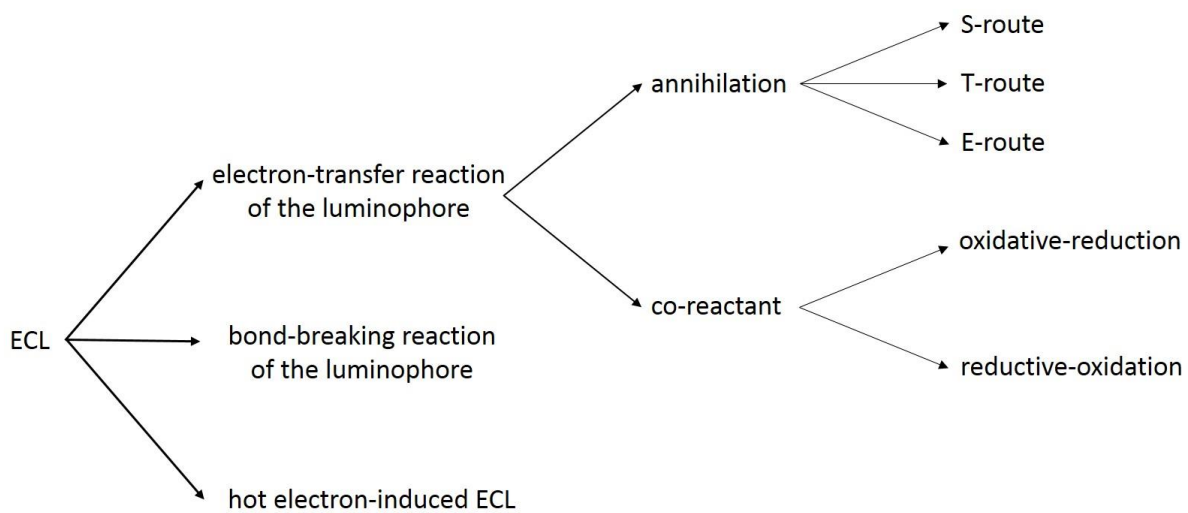 S-route
annihilation
T-route
E-route
electron-transfer reaction
of the luminophore
oxidative-reduction
co-reactant
ECL
bond-breaking reaction
of the luminophore
reductive-oxidation
hot electron-induced ECL